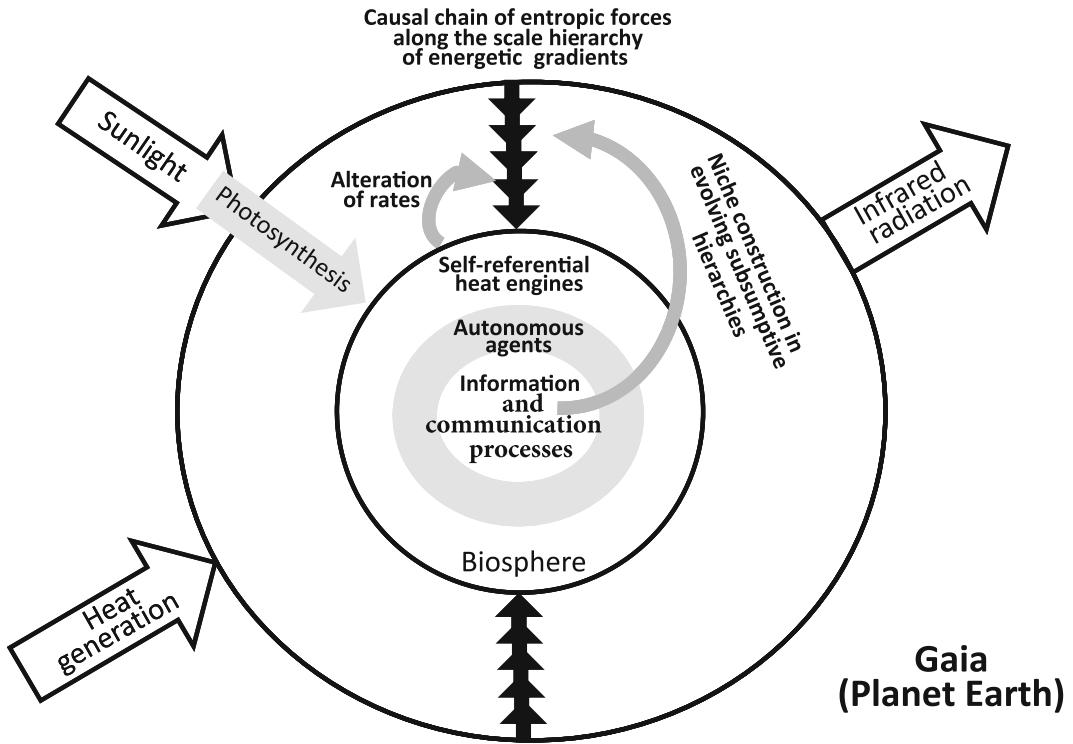 Causal chain of entropic forces
along the scale hierarchy
of energetic gradients
Sunlight
Photosynthesis
Alteration
of rates
Niche construction in
evolving subsumptive
hierarchies
Infrared
radiation
Self-referential
heat engines
Autonomous
agents
Information
and
communication
processes
Biosphere
Heat
generation
Gaia
(Planet Earth)